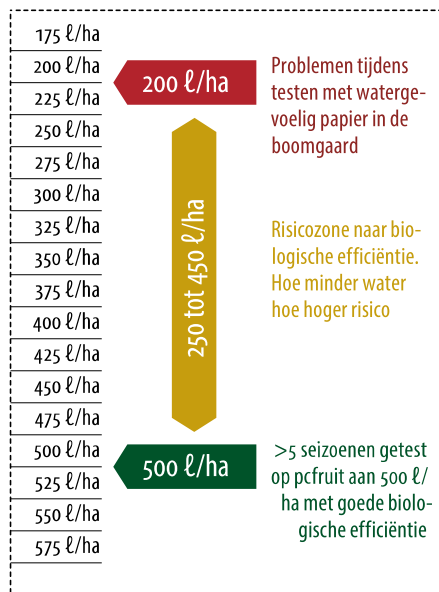 175 ℓ/ha
200 ℓ/ha
225 ℓ/ha
250 ℓ/ha
275 ℓ/ha
300 ℓ/ha
325 ℓ/ha
350 ℓ/ha
375 ℓ/ha
400 ℓ/ha
425 ℓ/ha
450 ℓ/ha
475 ℓ/ha
500 ℓ/ha
525 ℓ/ha
550 ℓ/ha
575 ℓ/ha
200 ℓ/ha
250 tot 450 ℓ/ha
500 ℓ/ha
Problemen tijdens
testen met waterge-
voelig papier in de
boomgaard
Risicozone naar bio-
logische efficiëntie.
Hoe minder water
hoe hoger risico
>5 seizoenen getest
op pcfruit aan 500 ℓ/
ha met goede biolo-
gische efficiëntie